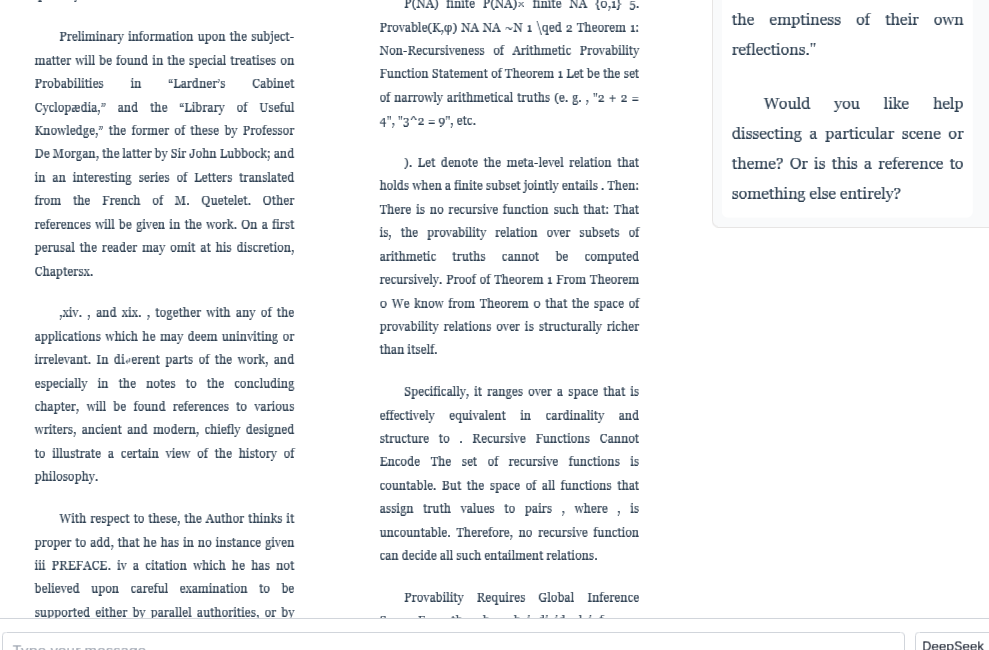 Preliminary information upon the subject-
matter will be found in the special treatises on
Probabilities in “Lardner’s Cabinet
Cyclopædia,” and the “Library of Useful
Knowledge,” the former of these by Professor
De Morgan, the latter by Sir John Lubbock; and
in an interesting series of Letters translated
from the French of M. Quetelet. Other
references will be given in the work. On a first
perusal the reader may omit at his discretion,
Chaptersx.
,xiv. , and xix. , together with any of the
applications which he may deem uninviting or
irrelevant. In di↵erent parts of the work, and
especially in the notes to the concluding
chapter, will be found references to various
writers, ancient and modern, chiefly designed
to illustrate a certain view of the history of
philosophy.
With respect to these, the Author thinks it
proper to add, that he has in no instance given
iii PREFACE. iv a citation which he has not
believed upon careful examination to be
supported either by parallel authorities, or by
P(NA) finite P(NA)× finite NA {0,1} 5.
Provable(K,φ) NA NA ~N 1 \qed 2 Theorem 1:
Non-Recursiveness of Arithmetic Provability
Function Statement of Theorem 1 Let be the set
of narrowly arithmetical truths (e. g. , "2 + 2 =
4", "3^2 = 9", etc.
). Let denote the meta-level relation that
holds when a finite subset jointly entails . Then:
There is no recursive function such that: That
is, the provability relation over subsets of
arithmetic truths cannot be computed
recursively. Proof of Theorem 1 From Theorem
0 We know from Theorem 0 that the space of
provability relations over is structurally richer
than itself.
Specifically, it ranges over a space that is
effectively equivalent in cardinality and
structure to . Recursive Functions Cannot
Encode The set of recursive functions is
countable. But the space of all functions that
assign truth values to pairs , where , is
uncountable. Therefore, no recursive function
can decide all such entailment relations.
Provability Requires Global Inference
the emptiness of their own
reflections.”
Would you like help
dissecting a particular scene or
theme? Or is this a reference to
something else entirely?
Type your message
DeepSeek